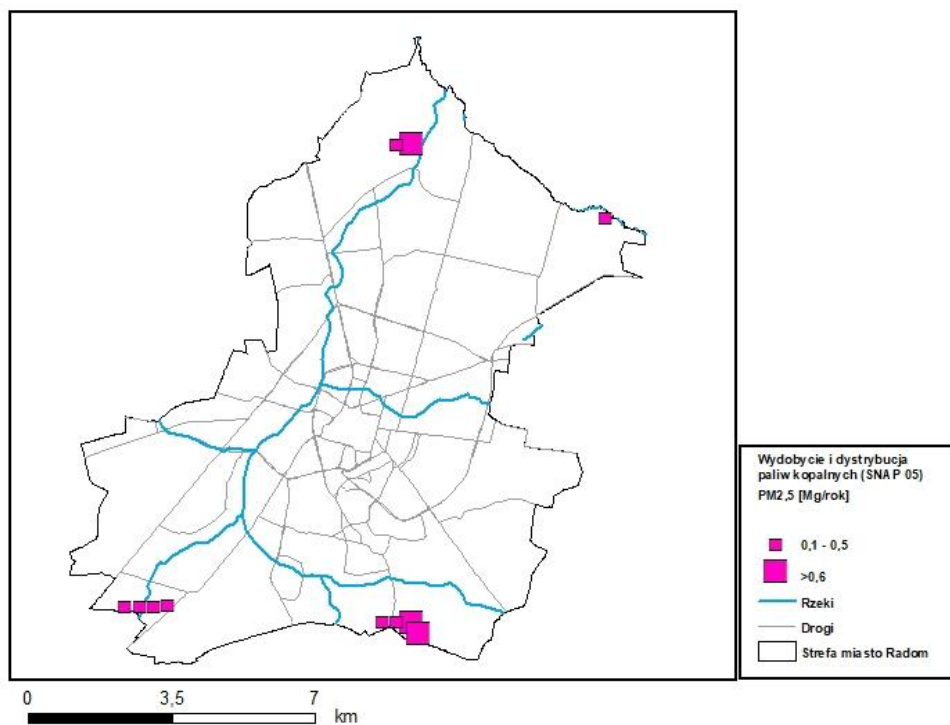 Wydobycie i dystrybucja
paliw kopalnych (SNAP 05)
PM2,5 [Mg/rok]
0,1 - 0,5
>0,6
Rzeki
Drogi
Strefa miasto Radom
0 3,5 7
km